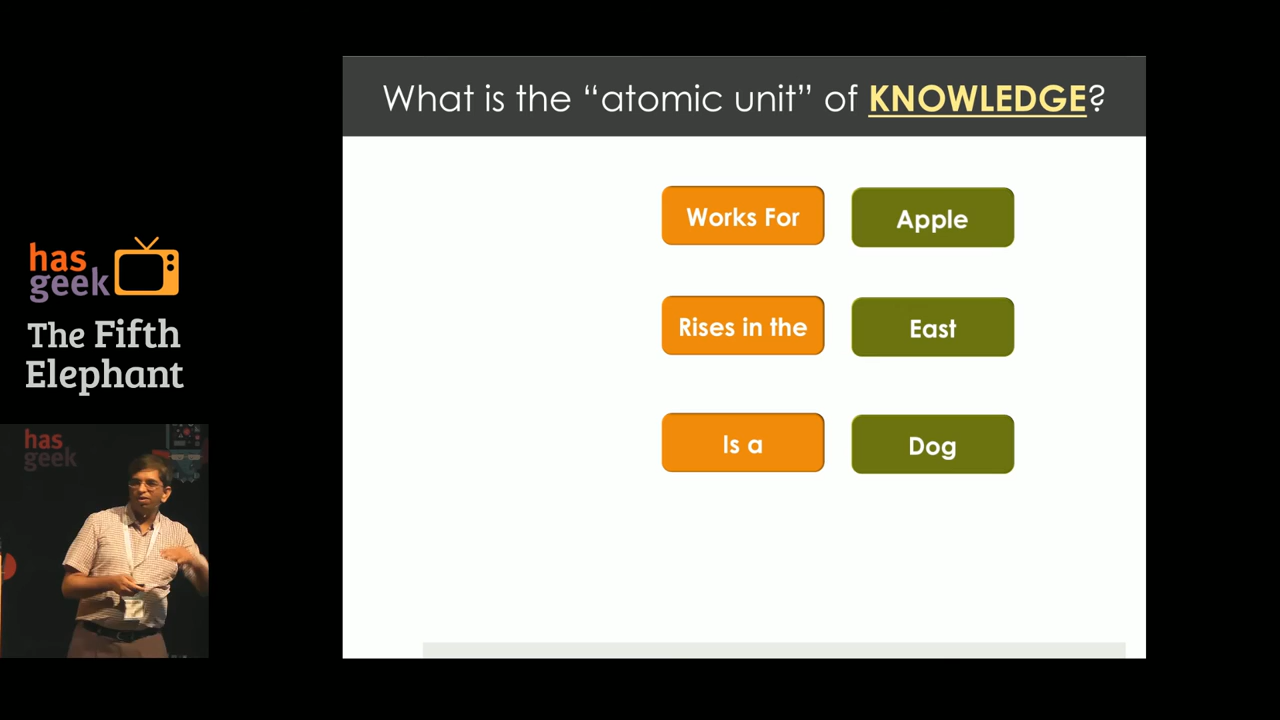 What is the “atomic unit” of KNOWLEDGE?
Works For
Apple
Rises in the
East
Is a
Dog
has
geek
The Fifth
Elephant
has
geek